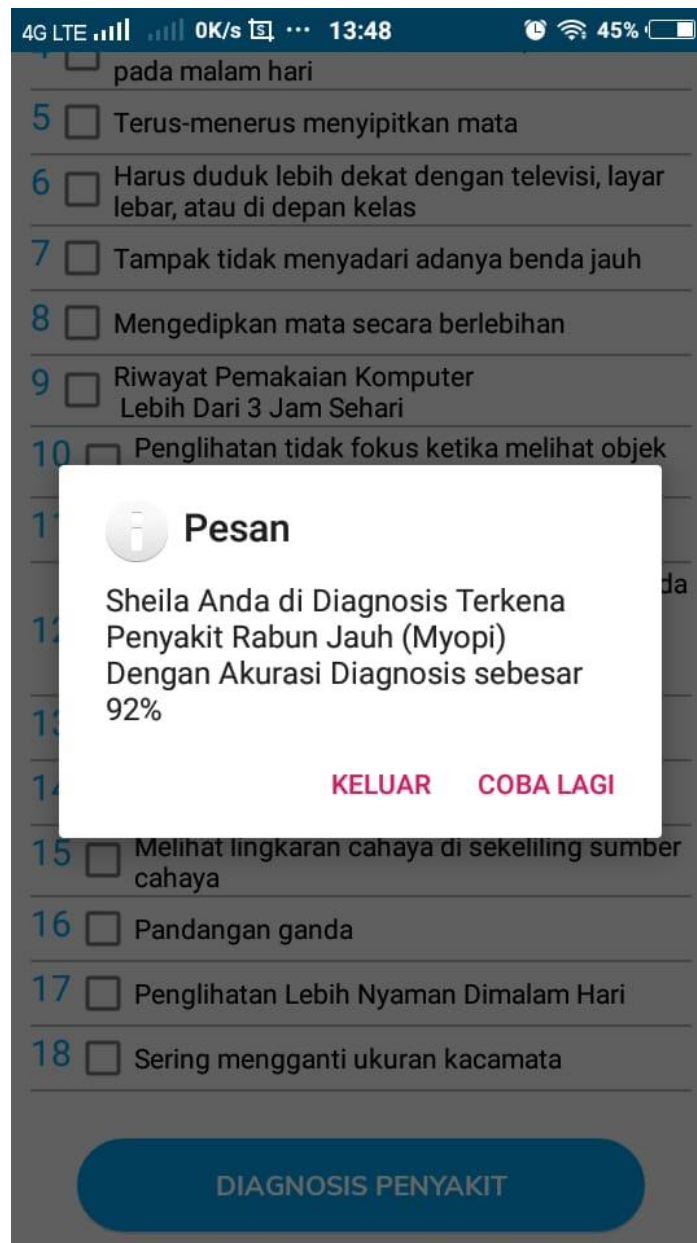 4G LTE 0K/s ... 13:48 45%
pada malam hari
5 Terus-menerus menyipitkan mata
6 Harus duduk lebih dekat dengan televisi, layar
lebar, atau di depan kelas
7 Tampak tidak menyadari adanya benda jauh
8 Mengedipkan mata secara berlebihan
9 Riwayat Pemakaian Komputer
Lebih Dari 3 Jam Sehari
10 Penglihatan tidak fokus ketika melihat objek
Pesan
Sheila Anda di Diagnosis Terkena
Penyakit Rabun Jauh (Myopi)
Dengan Akurasi Diagnosis sebesar
92%
KELUAR COBA LAGI
15 Melihat lingkaran cahaya di sekeliling sumber
cahaya
16 Pandangan ganda
17 Penglihatan Lebih Nyaman Dimalam Hari
18 Sering mengganti ukuran kacamata
DIAGNOSIS PENYAKIT